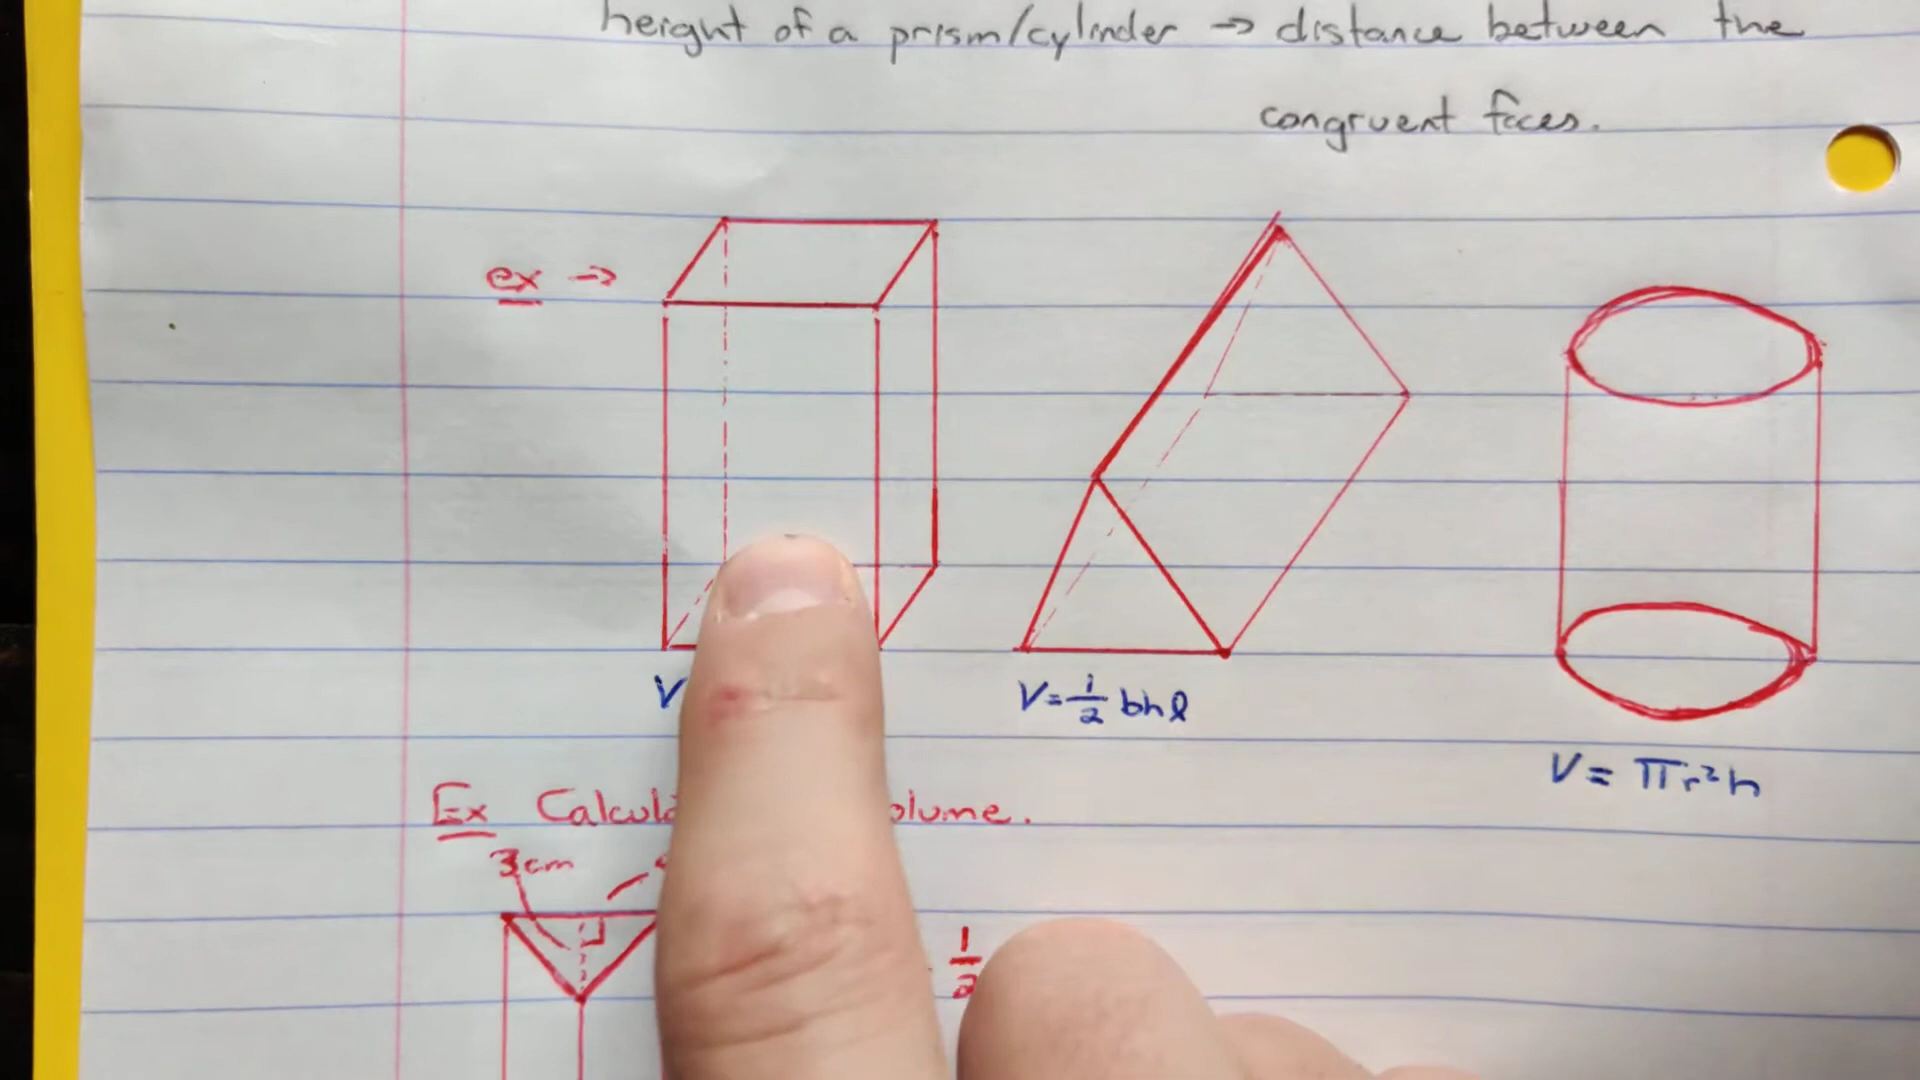 height of a prism/cylinder → distance between the
congruent faces.
ex →
V
V = 1/2 bhl
V = πr²h
Ex Calcul
3cm
1/2